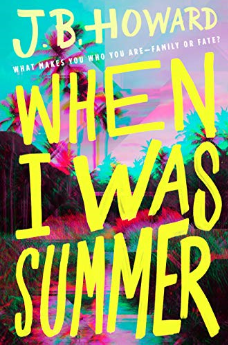 J.B. HOWARD
WHAT MAKES YOU WHO YOU ARE—FAMILY OR FATE?
WHEN
I WAS
SUMMER